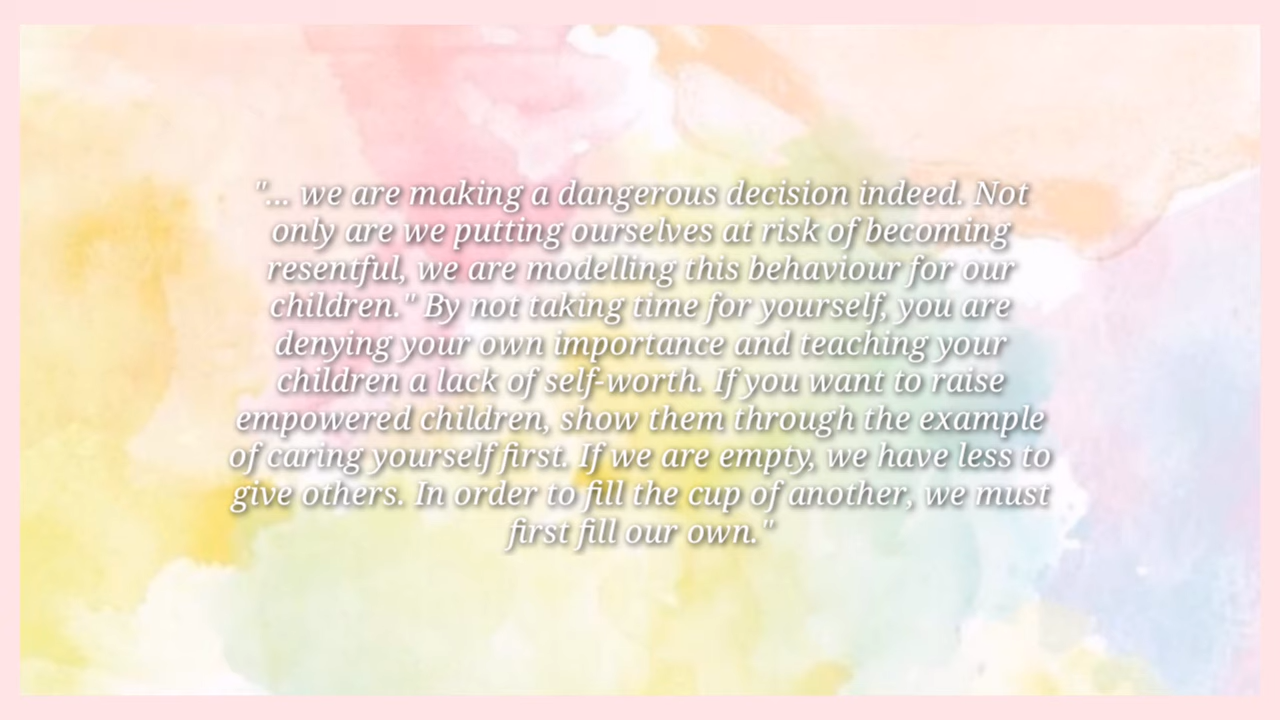 "... we are making a dangerous decision indeed. Not
only are we putting ourselves at risk of becoming
resentful, we are modelling this behaviour for our
children." By not taking time for yourself, you are
denying your own importance and teaching your
children a lack of self-worth. If you want to raise
empowered children, show them through the example
of caring yourself first. If we are empty, we have less to
give others. In order to fill the cup of another, we must
first fill our own."